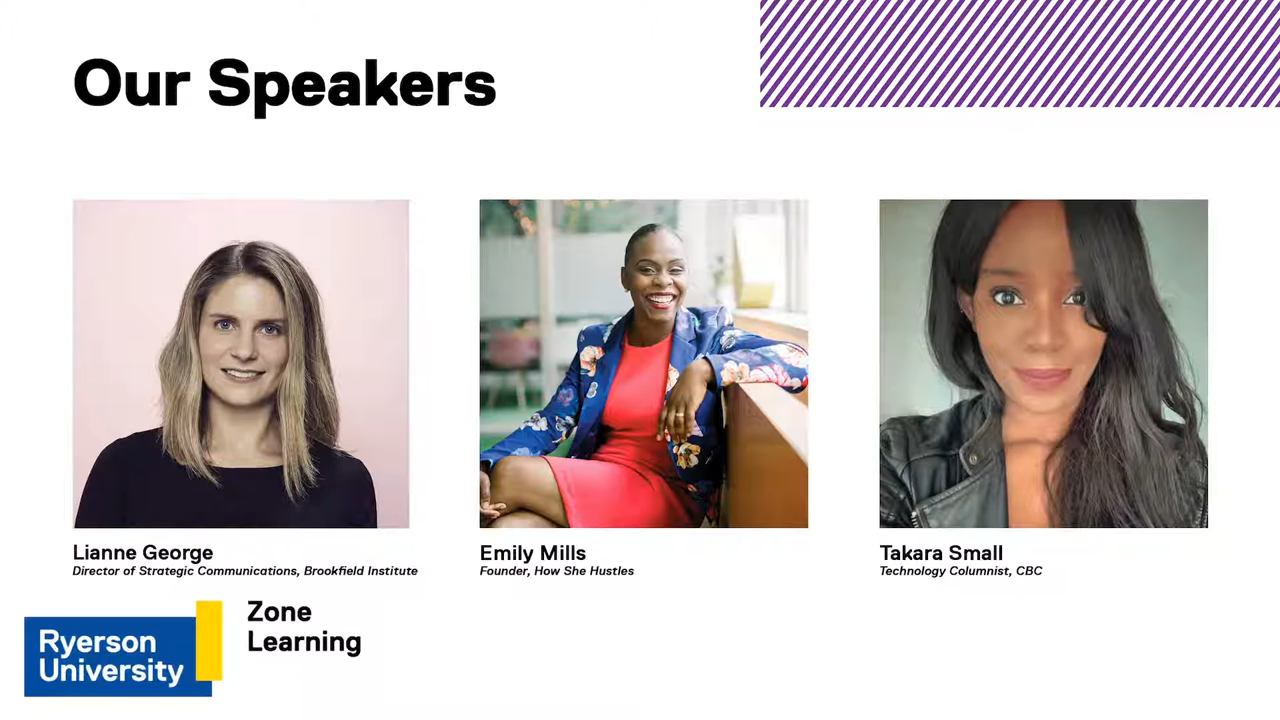 Our Speakers
Lianne George
Director of Strategic Communications, Brookfield Institute
Emily Mills
Founder, How She Hustles
Takara Small
Technology Columnist, CBC
Zone
Learning
Ryerson
University